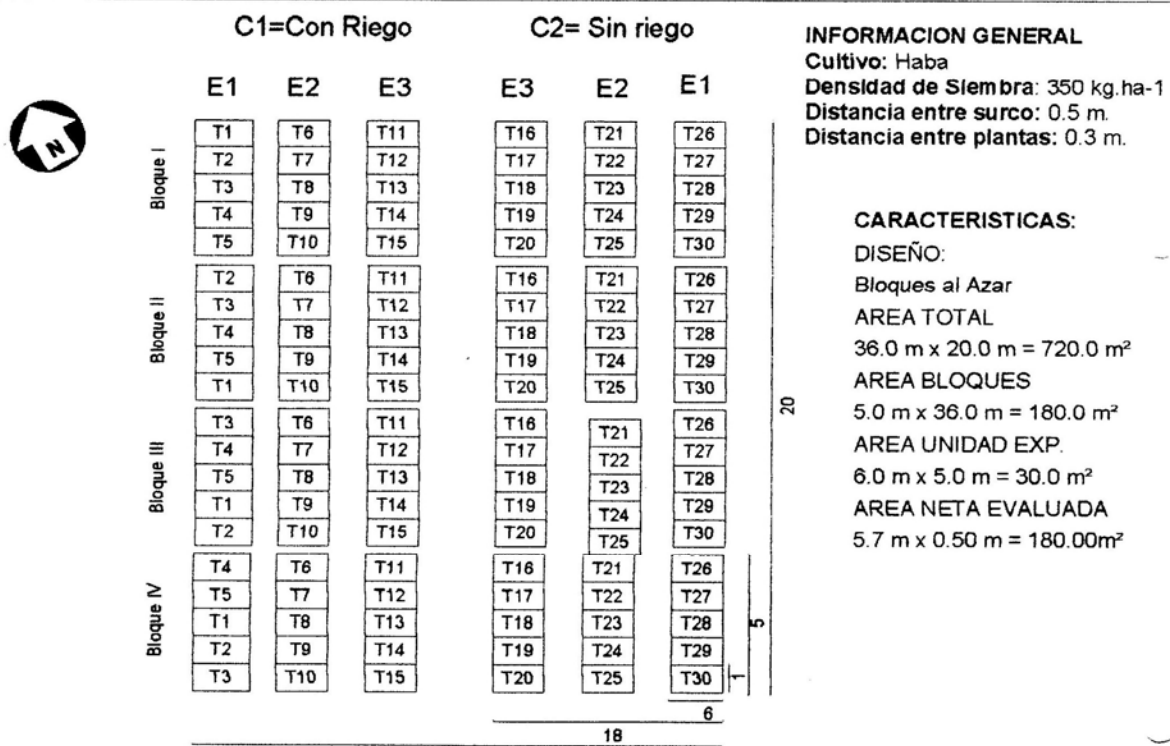 C1=Con Riego C2= Sin riego
E1 E2 E3 E3 E2 E1
N
Bloque I
T1 T6 T11 T16 T21 T26
T2 T7 T12 T17 T22 T27
T3 T8 T13 T18 T23 T28
T4 T9 T14 T19 T24 T29
T5 T10 T15 T20 T25 T30
Bloque II
T2 T6 T11 T16 T21 T26
T3 T7 T12 T17 T22 T27
T4 T8 T13 T18 T23 T28
T5 T9 T14 T19 T24 T29
T1 T10 T15 T20 T25 T30
Bloque III
T3 T6 T11 T16 T21 T26
T4 T7 T12 T17 T22 T27
T5 T8 T13 T18 T23 T28
T1 T9 T14 T19 T24 T29
T2 T10 T15 T20 T25 T30
Bloque IV
T4 T6 T11 T16 T21 T26
T5 T7 T12 T17 T22 T27
T1 T8 T13 T18 T23 T28
T2 T9 T14 T19 T24 T29
T3 T10 T15 T20 T25 T30
1
5
20
6
18
INFORMACION GENERAL
Cultivo: Haba
Densidad de Siembra: 350 kg.ha-1
Distancia entre surco: 0.5 m.
Distancia entre plantas: 0.3 m.
CARACTERISTICAS:
DISEÑO:
Bloques al Azar
AREA TOTAL
36.0 m x 20.0 m = 720.0 m²
AREA BLOQUES
5.0 m x 36.0 m = 180.0 m²
AREA UNIDAD EXP.
6.0 m x 5.0 m = 30.0 m²
AREA NETA EVALUADA
5.7 m x 0.50 m = 180.00m²